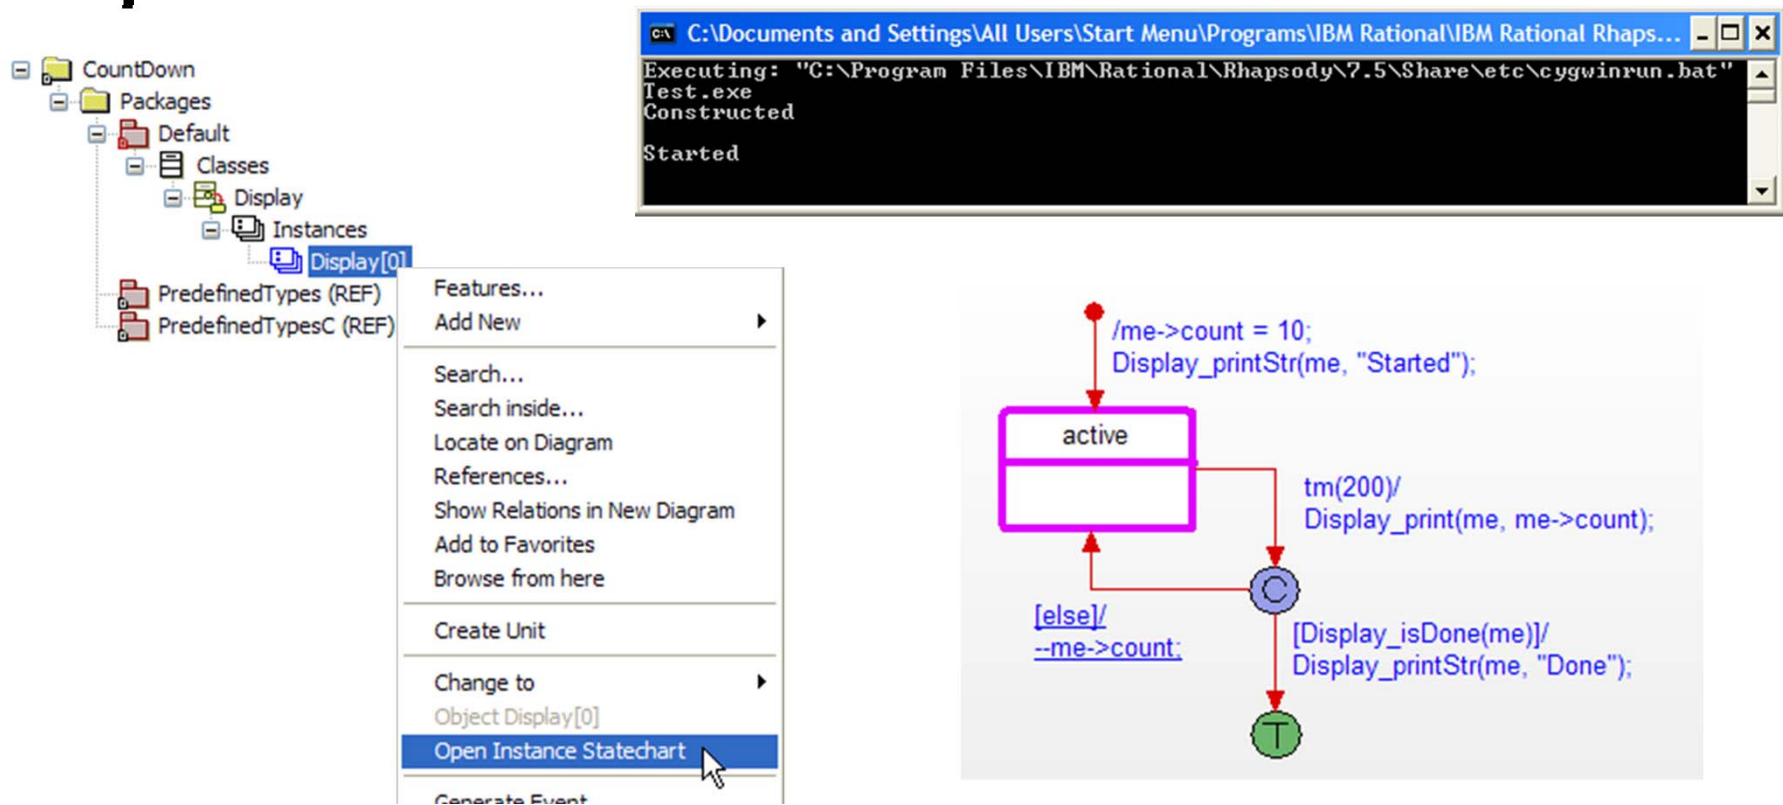 CountDown
Packages
Default
Classes
Display
Instances
Display[0]
PredefinedTypes (REF)
PredefinedTypesC (REF)
Features...
Add New
Search...
Search inside...
Locate on Diagram
References...
Show Relations in New Diagram
Add to Favorites
Browse from here
Create Unit
Change to
Object Display[0]
Open Instance Statechart
Generate Event
C:\Documents and Settings\All Users\Start Menu\Programs\IBM Rational\IBM Rational Rhaps...
Executing: "C:\Program Files\IBM\Rational\Rhapsody\7.5\Share\etc\cygwinrun.bat"
Test.exe
Constructed
Started
/me->count = 10;
Display_printStr(me, "Started");
active
tm(200)/
Display_print(me, me->count);
C
[else]/
--me->count;
[Display_isDone(me)]/
Display_printStr(me, "Done");
T